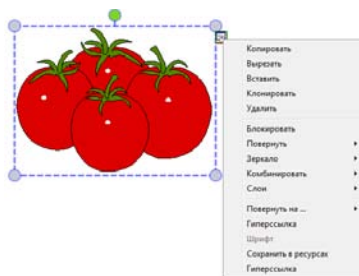 Копировать
Вырезать
Вставить
Клонировать
Удалить
Блокировать
Повернуть
Зеркало
Комбинировать
Слои
Повернуть на ...
Гиперссылка
Шрифт
Сохранить в ресурсах
Гиперссылка